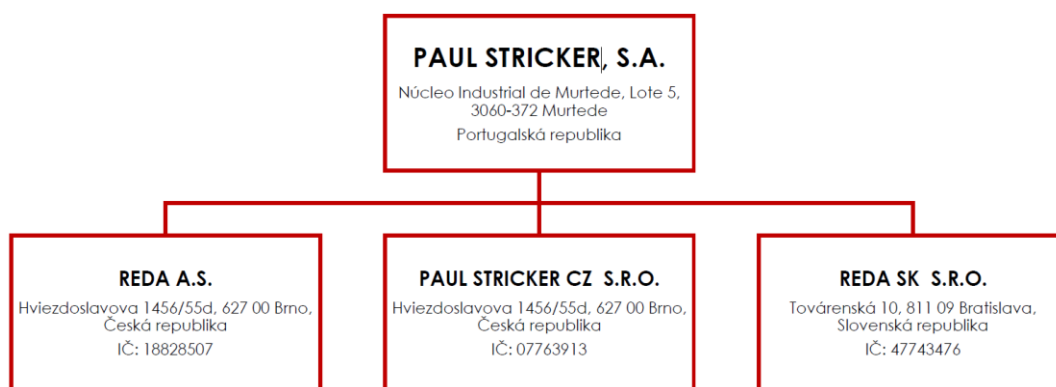 PAUL STRICKER, S.A.
Núcleo Industrial de Murtede, Lote 5,
3060-372 Murtede
Portugalská republika
REDA A.S.
Hviezdoslavova 1456/55d, 627 00 Brno,
Česká republika
IČ: 18828507
PAUL STRICKER CZ S.R.O.
Hviezdoslavova 1456/55d, 627 00 Brno,
Česká republika
IČ: 07763913
REDA SK S.R.O.
Továrenská 10, 811 09 Bratislava,
Slovenská republika
IČ: 47743476